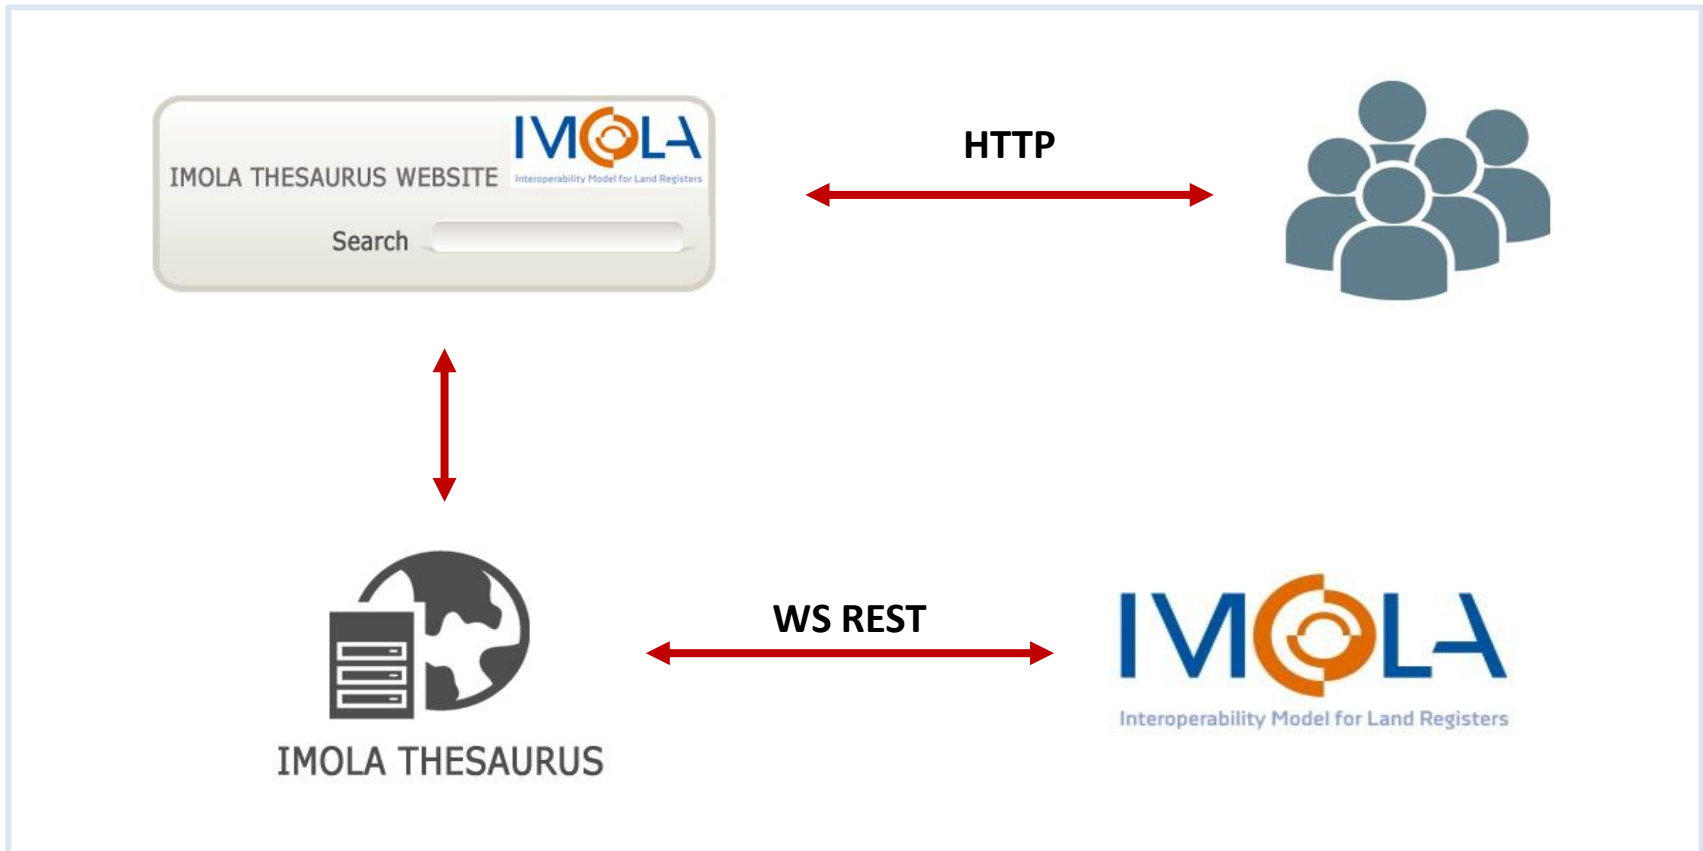 IMOLA
IMOLA THESAURUS WEBSITE
Interoperability Model for Land Registers
Search
HTTP
WS REST
IMOLA
Interoperability Model for Land Registers
IMOLA THESAURUS